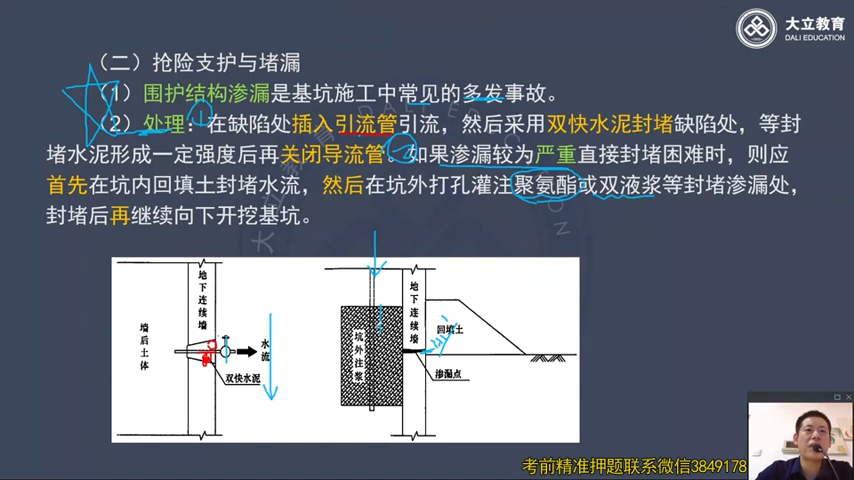 大立教育
DALI EDUCATION
（二）抢险支护与堵漏
（1）围护结构渗漏是基坑施工中常见的多发事故。
（2）处理：在缺陷处插入引流管引流，然后采用双快水泥封堵缺陷处，等封
堵水泥形成一定强度后再关闭导流管。如果渗漏较为严重直接封堵困难时，则应
首先在坑内回填土封堵水流，然后在坑外打孔灌注聚氨酯或双液浆等封堵渗漏处，
封堵后再继续向下开挖基坑。
地下连续墙
墙后土体
水流
双快水泥
地下连续墙
坑外注浆
回填土
渗漏点
考前精准押题联系微信3849178